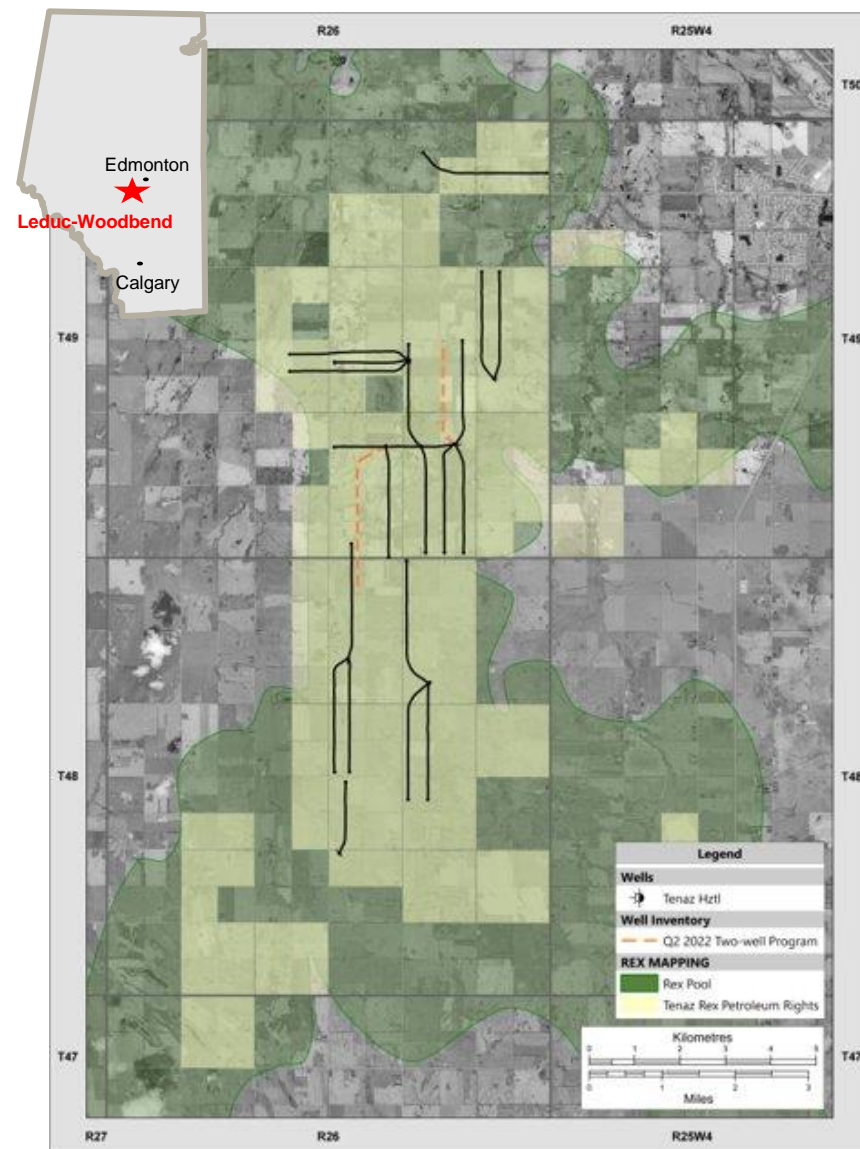 R26
R25W4
T50
Edmonton
Leduc-Woodbend
Calgary
T49
T49
T48
T48
Legend
Wells
Tenaz Hztl
Well Inventory
Q2 2022 Two-well Program
REX MAPPING
Rex Pool
Tenaz Rex Petroleum Rights
Kilometres
0 1 2 3 4 5
0 1 2 3
Miles
T47
T47
R27
R26
R25W4